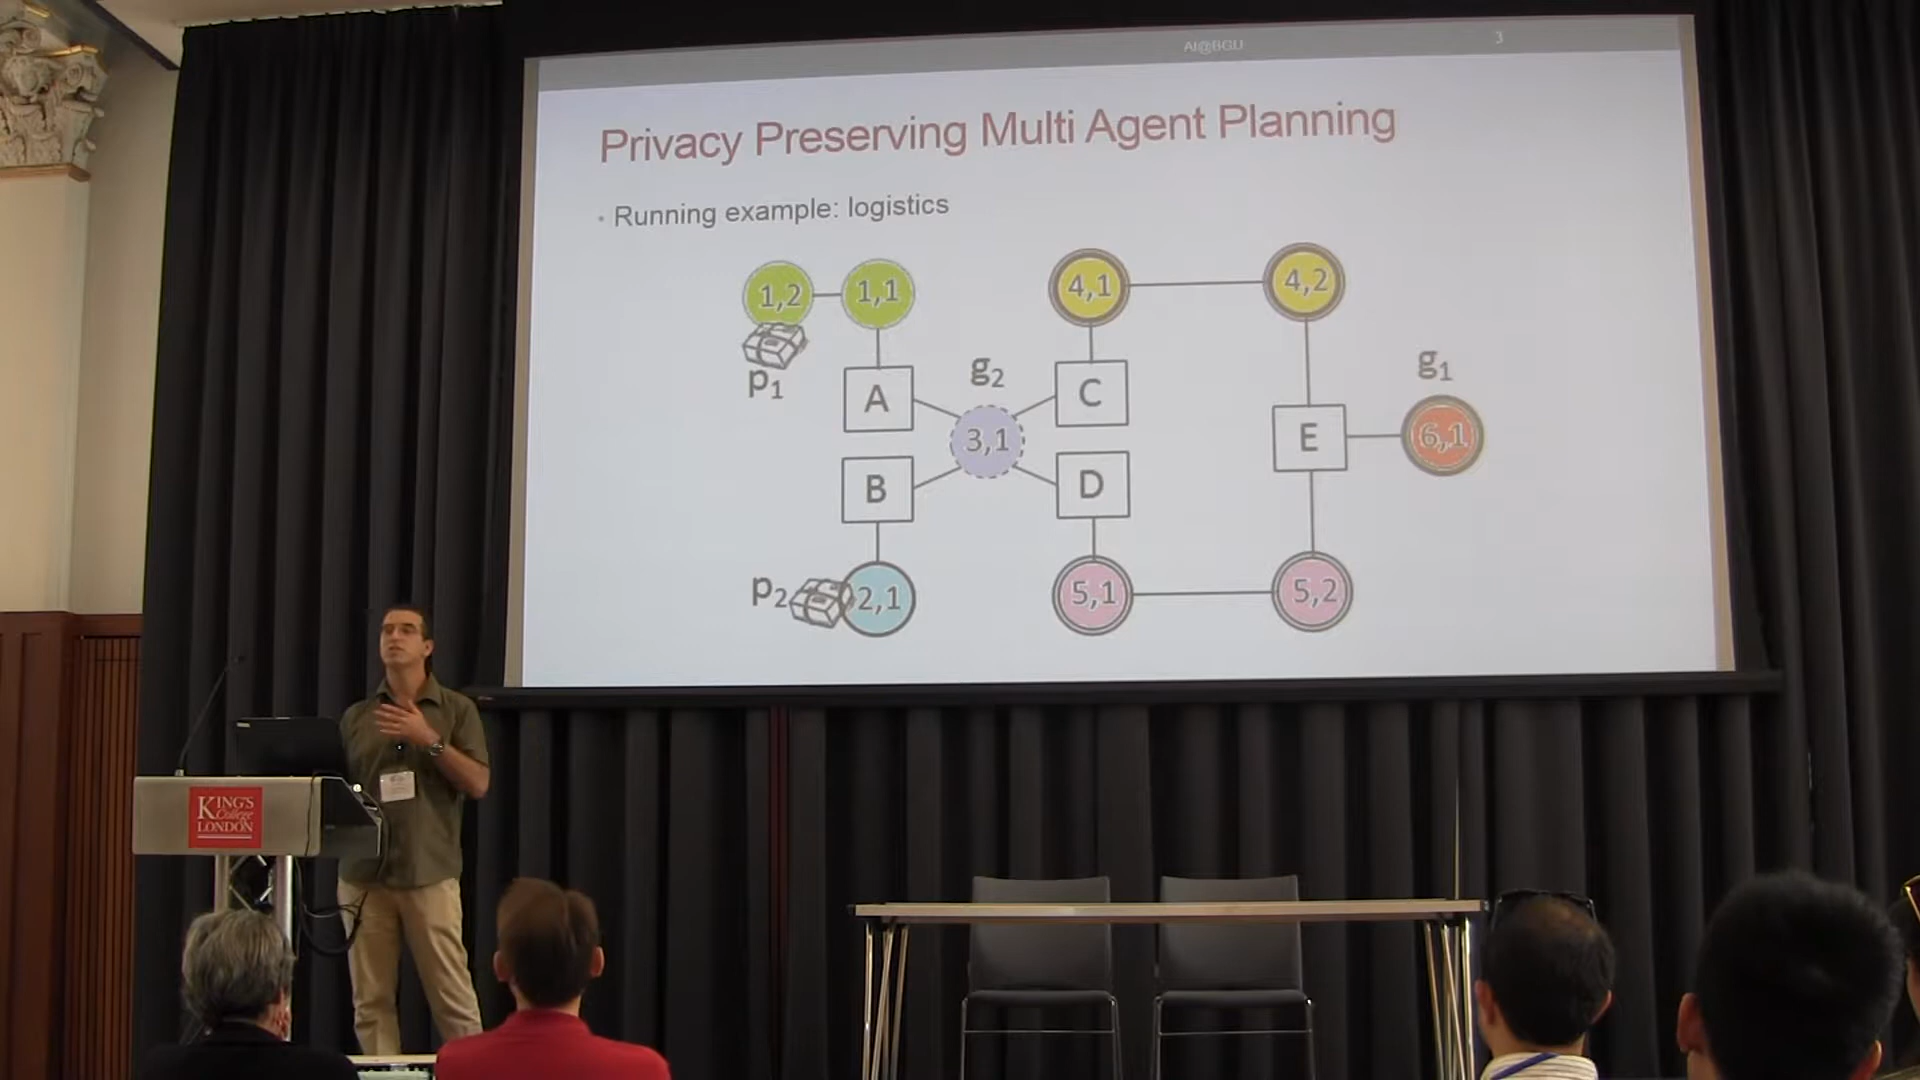 AI@BGU 3
Privacy Preserving Multi Agent Planning
• Running example: logistics
1,2 1,1 4,1 4,2
p1 A g2 C g1
3,1 E 6,1
B D
p2 2,1 5,1 5,2
KING'S
College
LONDON